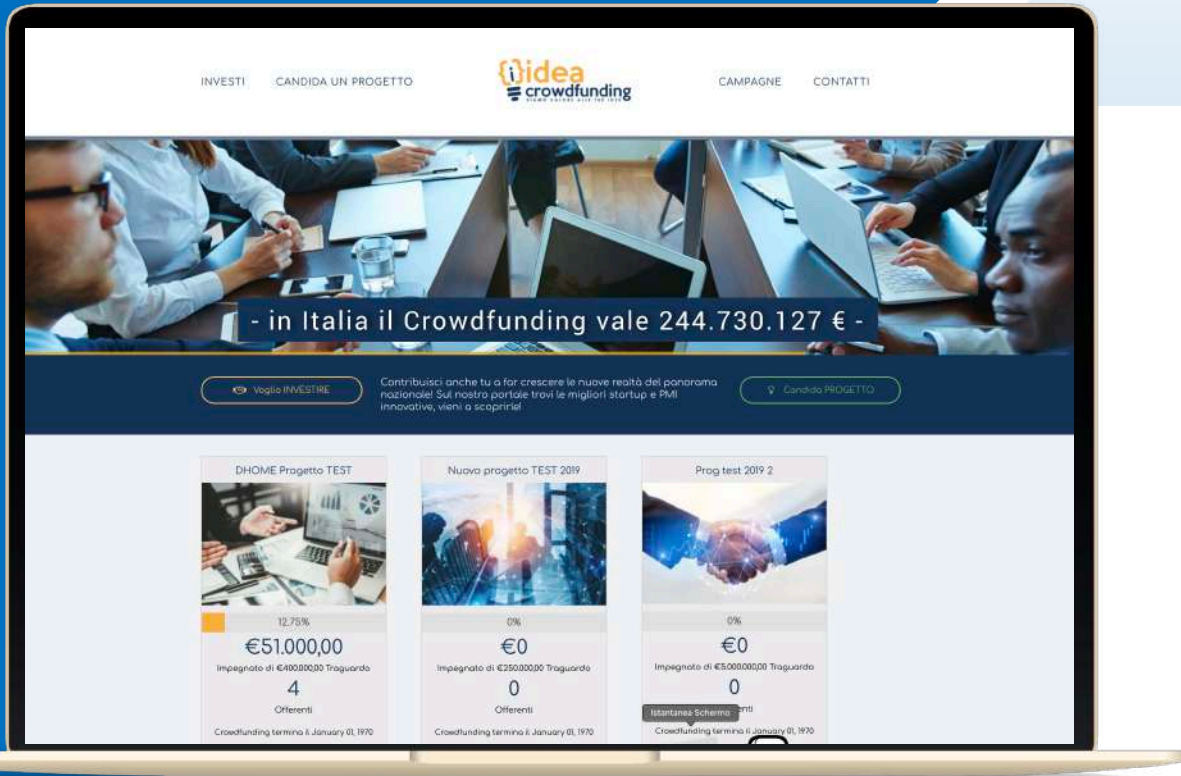 INVESTI CANDIDA UN PROGETTO
{i}idea
crowdfunding
CAMPAGNE CONTATTI
- in Italia il Crowdfunding vale 244.730.127 € -
Voglio INVESTIRE
Contribuisci anche tu a far crescere le nuove realtà del panorama
nazionale! Sul nostro portale trovi le migliori startup e PMI
innovative, vieni a scoprirle!
Candida PROGETTO
DHOME Progetto TEST
12.75%
€51.000,00
Impegnato di €400.000,00 Traguardo
4
Offerenti
Crowdfunding termina il January 01, 1970
Nuovo progetto TEST 2019
0%
€0
Impegnato di €250.000,00 Traguardo
0
Offerenti
Crowdfunding termina il January 01, 1970
Prog test 2019 2
0%
€0
Impegnato di €5.000.000,00 Traguardo
0
Istantanea Schermo
Crowdfunding termina il January 01, 1970